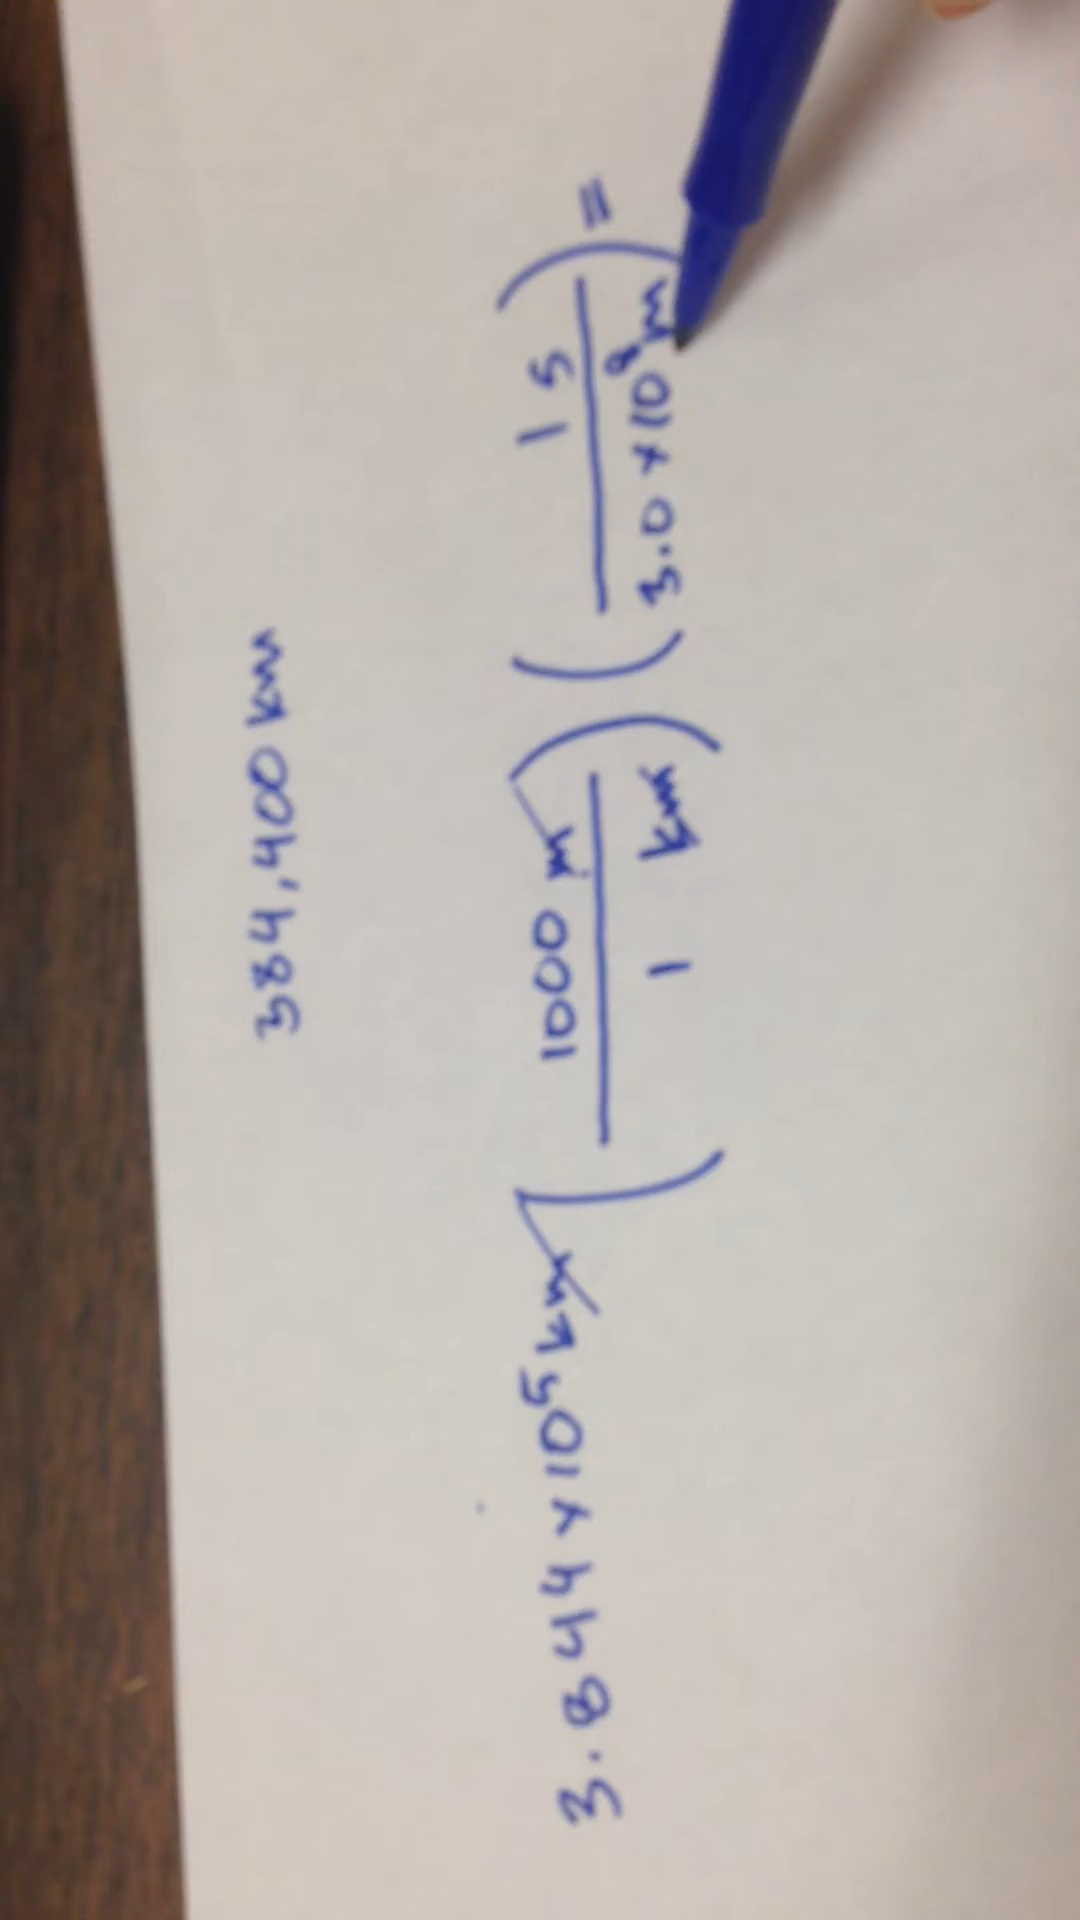 384,400 km
3.844 x 10⁵ km (1000 m / 1 km) (1 s / 3.0 x 10⁸ m) =